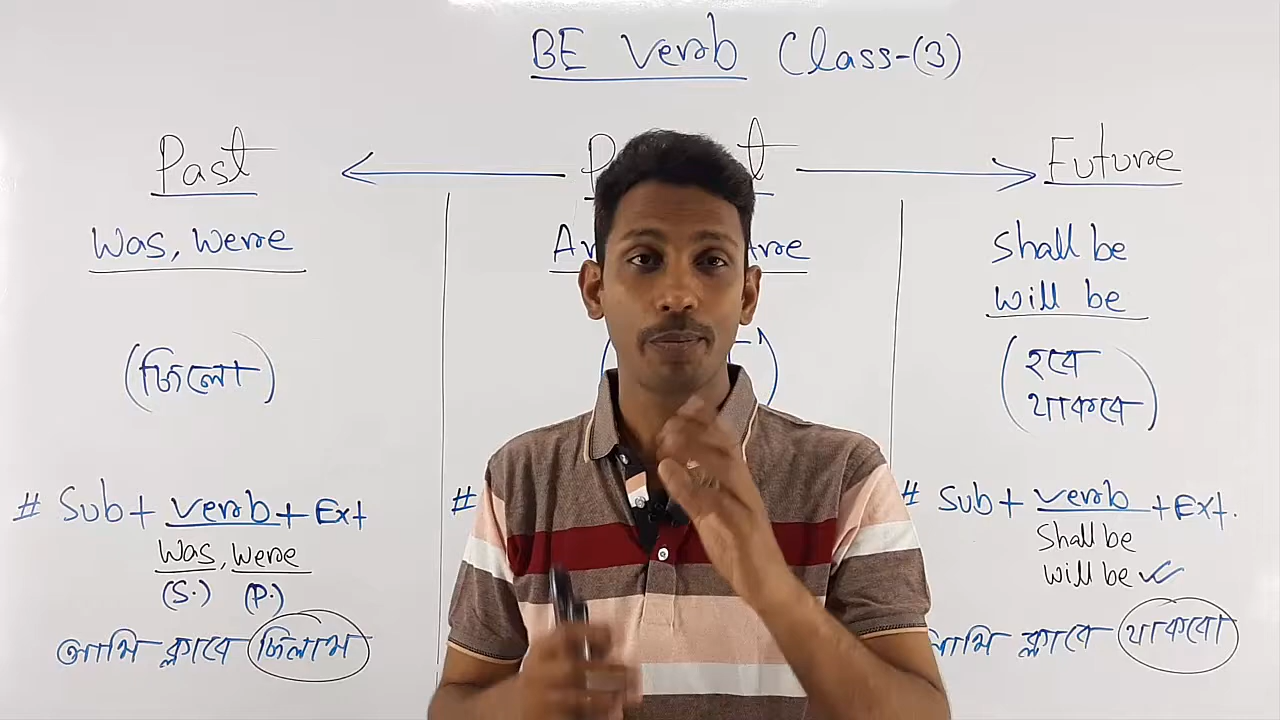 BE Verb Class-(3)
Past
Future
Was, Were
Are
Shall be
will be
(ছিলো)
(হবে
থাকবে)
# Sub + verb + Ext
Was, Were
(S.) (P.)
আমি ক্লাবে ছিলাম
#
# Sub + verb + Ext.
Shall be
will be
আমি ক্লাবে থাকবো